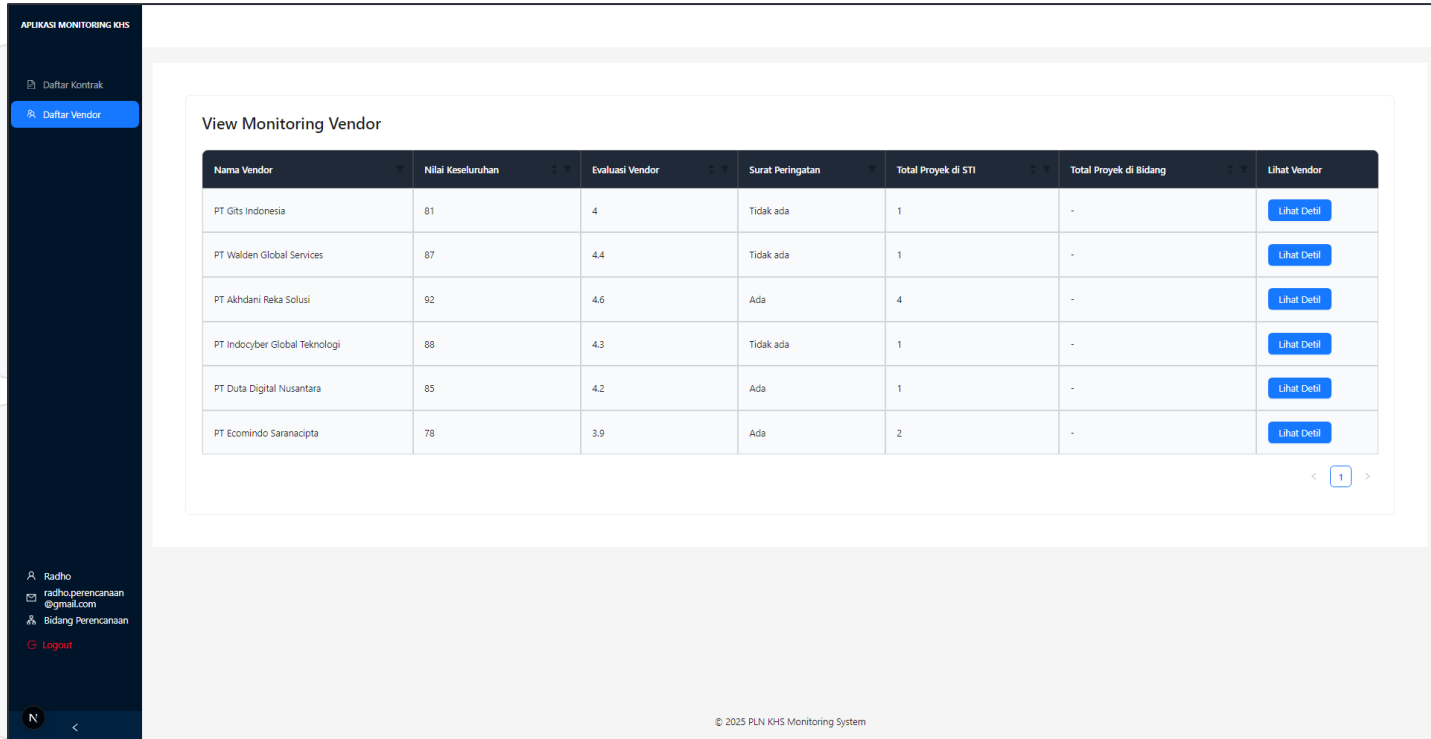 APLIKASI MONITORING KHS
Daftar Kontrak
Daftar Vendor
View Monitoring Vendor
Nama Vendor Nilai Keseluruhan Evaluasi Vendor Surat Peringatan Total Proyek di STI Total Proyek di Bidang Lihat Vendor
PT Gits Indonesia 81 4 Tidak ada 1 - Lihat Detil
PT Walden Global Services 87 4.4 Tidak ada 1 - Lihat Detil
PT Akhdani Reka Solusi 92 4.6 Ada 4 - Lihat Detil
PT Indocyber Global Teknologi 88 4.3 Tidak ada 1 - Lihat Detil
PT Duta Digital Nusantara 85 4.2 Ada 1 - Lihat Detil
PT Ecomindo Saranacipta 78 3.9 Ada 2 - Lihat Detil
< 1 >
Radho
radho.perencanaan
@gmail.com
Bidang Perencanaan
Logout
N <
© 2025 PLN KHS Monitoring System